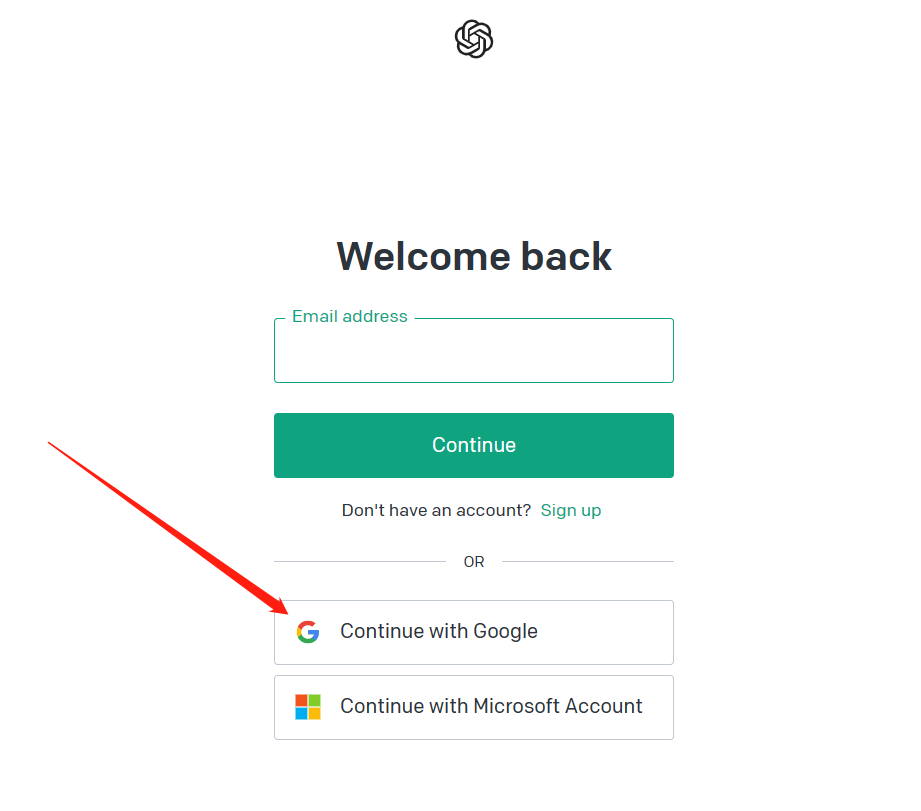 Welcome back
Email address
Continue
Don't have an account? Sign up
OR
Continue with Google
Continue with Microsoft Account